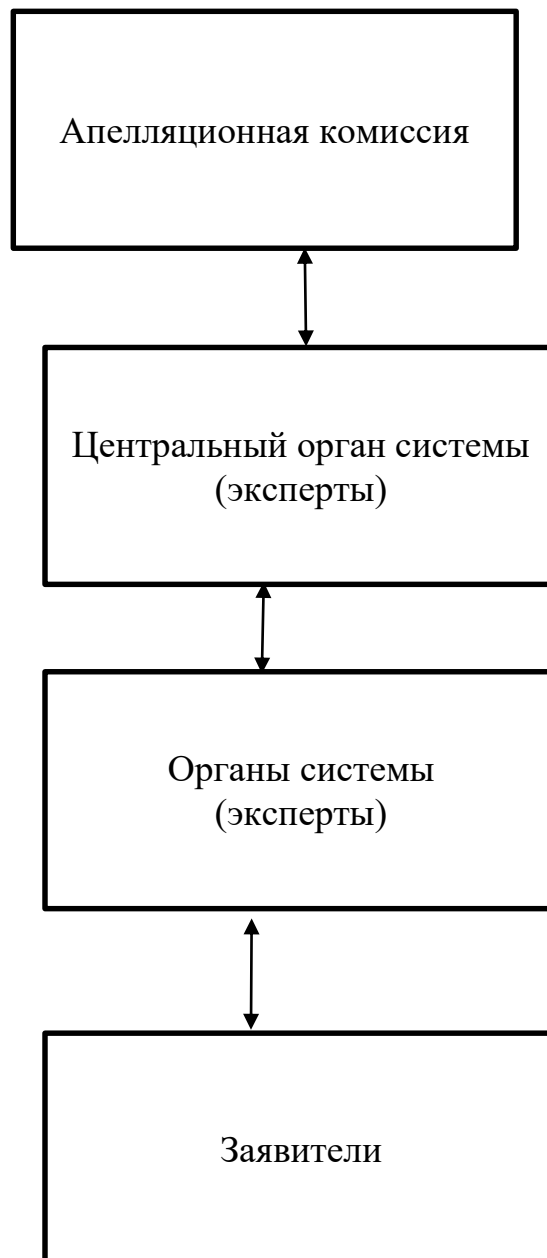 Апелляционная комиссия
Центральный орган системы
(эксперты)
Органы системы
(эксперты)
Заявители